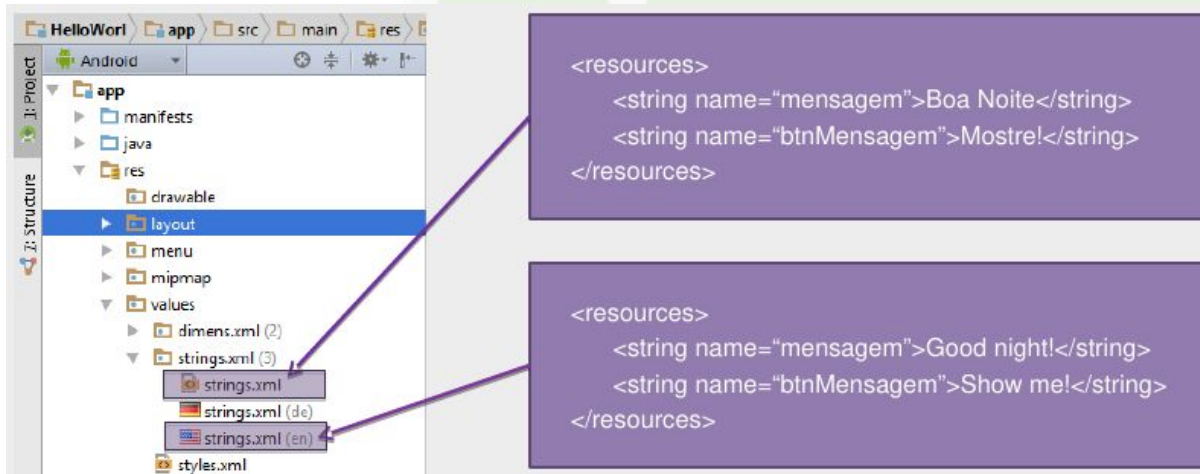 HelloWorl app src main res
1: Project
7: Structure
Android
app
manifests
java
res
drawable
layout
menu
mipmap
values
dimens.xml (2)
strings.xml (3)
strings.xml
strings.xml (de)
strings.xml (en)
styles.xml
<resources>
<string name=“mensagem”>Boa Noite</string>
<string name=“btnMensagem”>Mostre!</string>
</resources>
<resources>
<string name=“mensagem”>Good night!</string>
<string name=“btnMensagem”>Show me!</string>
</resources>